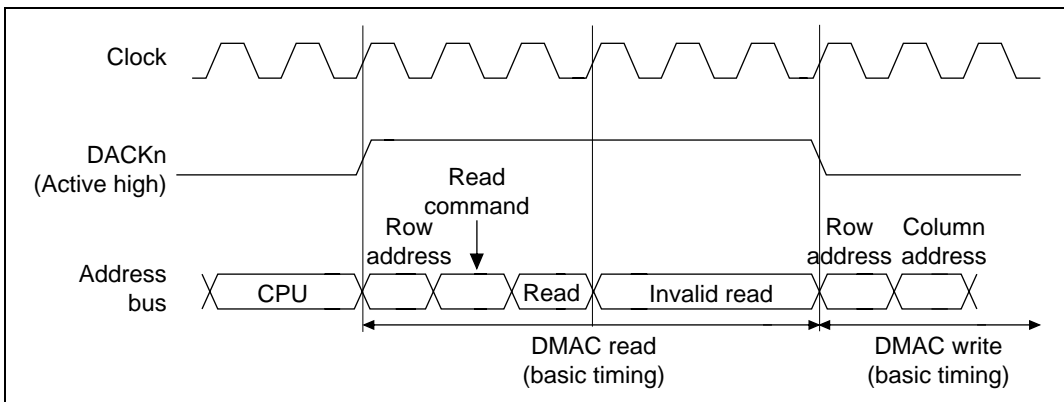 Clock
DACKn
(Active high)
Read
command
Row
address
Row
address
Column
address
Address
bus
CPU
Read
Invalid read
DMAC read
(basic timing)
DMAC write
(basic timing)